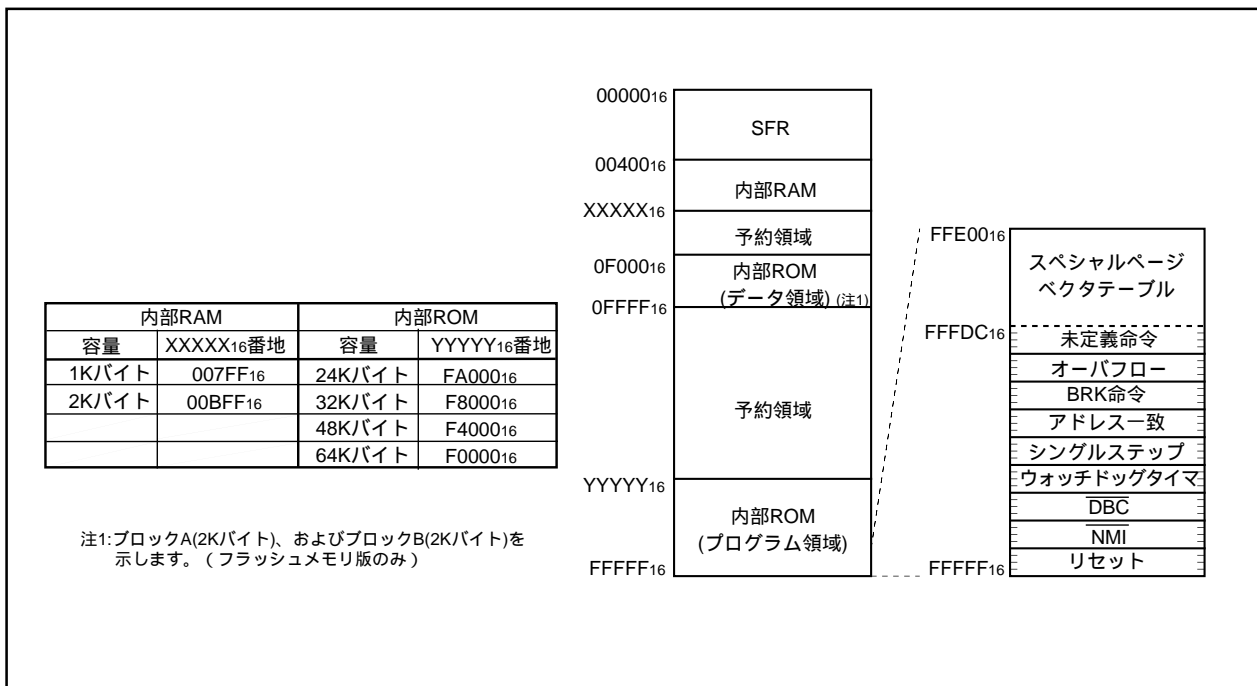 内部RAM 内部ROM
容量 XXXXX16番地 容量 YYYYY16番地
1Kバイト 007FF16 24Kバイト FA00016
2Kバイト 00BFF16 32Kバイト F800016
48Kバイト F400016
64Kバイト F000016
注1:ブロックA(2Kバイト)、およびブロックB(2Kバイト)を
示します。(フラッシュメモリ版のみ)
0000016
SFR
0040016
内部RAM
XXXXX16
予約領域
0F00016
内部ROM
(データ領域) (注1)
0FFFF16
予約領域
YYYYY16
内部ROM
(プログラム領域)
FFFFF16
FFE0016
スペシャルページ
ベクタテーブル
FFFDC16
未定義命令
オーバフロー
BRK命令
アドレス一致
シングルステップ
ウォッチドッグタイマ
DBC
NMI
リセット
FFFFF16